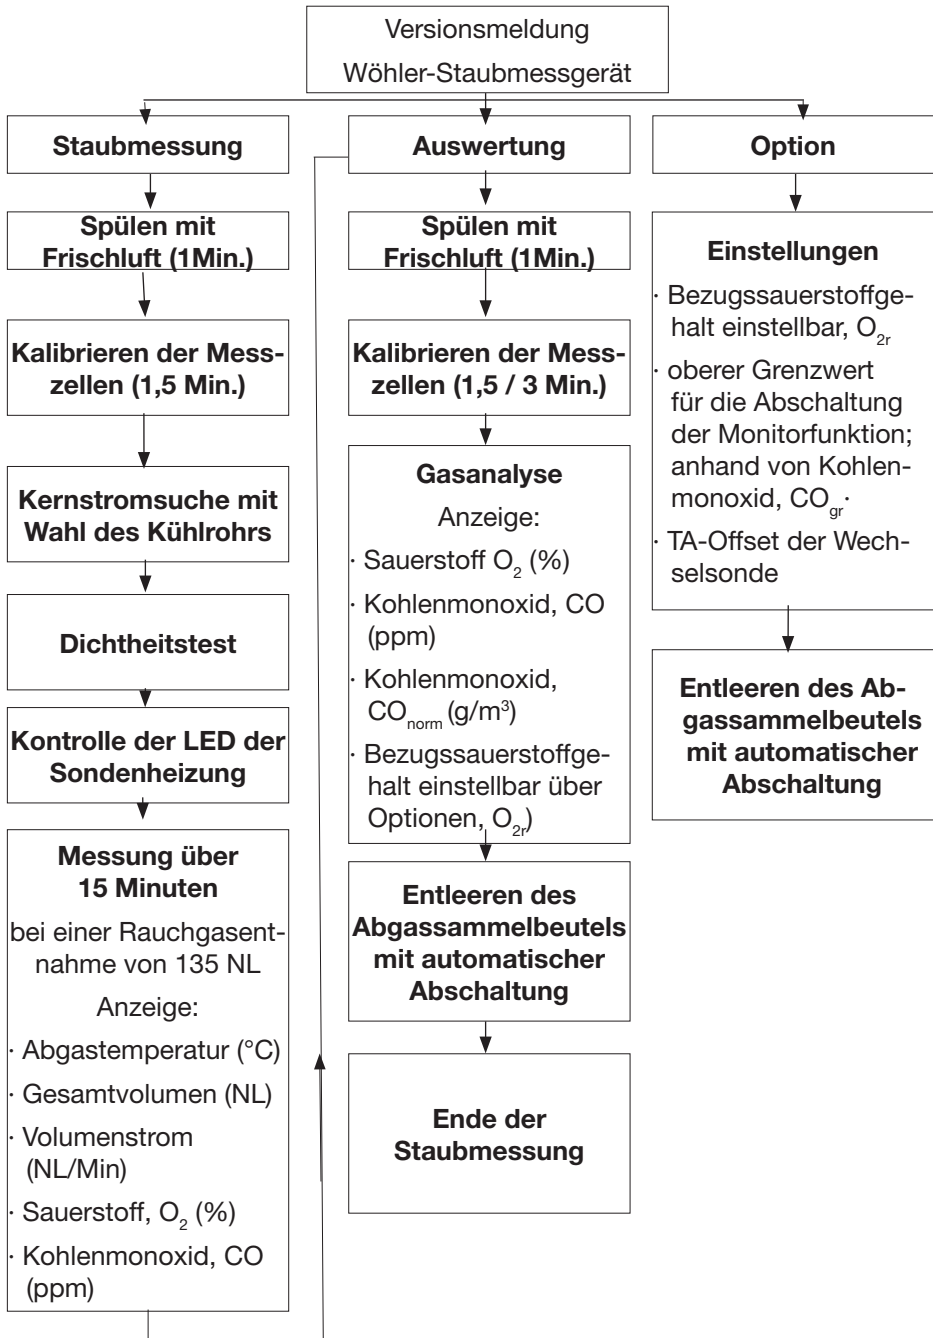 Versionsmeldung
Wöhler-Staubmessgerät
Staubmessung
Spülen mit
Frischluft (1Min.)
Kalibrieren der Mess-
zellen (1,5 Min.)
Kernstromsuche mit
Wahl des Kühlrohrs
Dichtheitstest
Kontrolle der LED der
Sondenheizung
Messung über
15 Minuten
bei einer Rauchgasent-
nahme von 135 NL
Anzeige:
· Abgastemperatur (°C)
· Gesamtvolumen (NL)
· Volumenstrom
(NL/Min)
· Sauerstoff, O₂ (%)
· Kohlenmonoxid, CO
(ppm)
Auswertung
Spülen mit
Frischluft (1Min.)
Kalibrieren der Mess-
zellen (1,5 / 3 Min.)
Gasanalyse
Anzeige:
· Sauerstoff O₂ (%)
· Kohlenmonoxid, CO
(ppm)
· Kohlenmonoxid,
CO_norm (g/m³)
· Bezugssauerstoffge-
halt einstellbar über
Optionen, O₂ᵣ)
Entleeren des
Abgassammelbeutels
mit automatischer
Abschaltung
Ende der
Staubmessung
Option
Einstellungen
· Bezugssauerstoffge-
halt einstellbar, O₂ᵣ
· oberer Grenzwert
für die Abschaltung
der Monitorfunktion;
anhand von Kohlen-
monoxid, CO_gr·
· TA-Offset der Wech-
selsonde
Entleeren des Ab-
gassammelbeutels
mit automatischer
Abschaltung